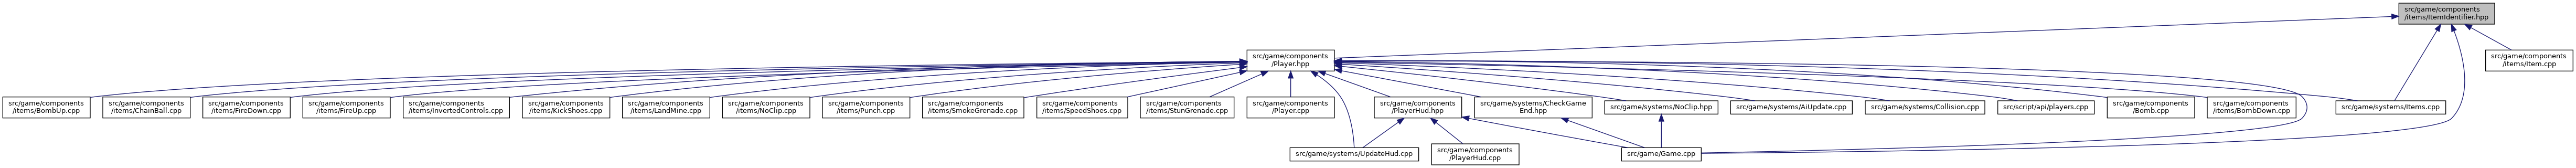 src/game/components
/items/ItemIdentifier.hpp
src/game/components
/Player.hpp
src/game/components
/items/Item.cpp
src/game/components
/items/BombUp.cpp
src/game/components
/items/ChainBall.cpp
src/game/components
/items/FireDown.cpp
src/game/components
/items/FireUp.cpp
src/game/components
/items/InvertedControls.cpp
src/game/components
/items/KickShoes.cpp
src/game/components
/items/LandMine.cpp
src/game/components
/items/NoClip.cpp
src/game/components
/items/Punch.cpp
src/game/components
/items/SmokeGrenade.cpp
src/game/components
/items/SpeedShoes.cpp
src/game/components
/items/StunGrenade.cpp
src/game/components
/Player.cpp
src/game/components
/PlayerHud.hpp
src/game/systems/CheckGame
End.hpp
src/game/systems/NoClip.hpp
src/game/systems/AiUpdate.cpp
src/game/systems/Collision.cpp
src/script/api/players.cpp
src/game/components
/Bomb.cpp
src/game/components
/items/BombDown.cpp
src/game/systems/Items.cpp
src/game/systems/UpdateHud.cpp
src/game/components
/PlayerHud.cpp
src/game/Game.cpp